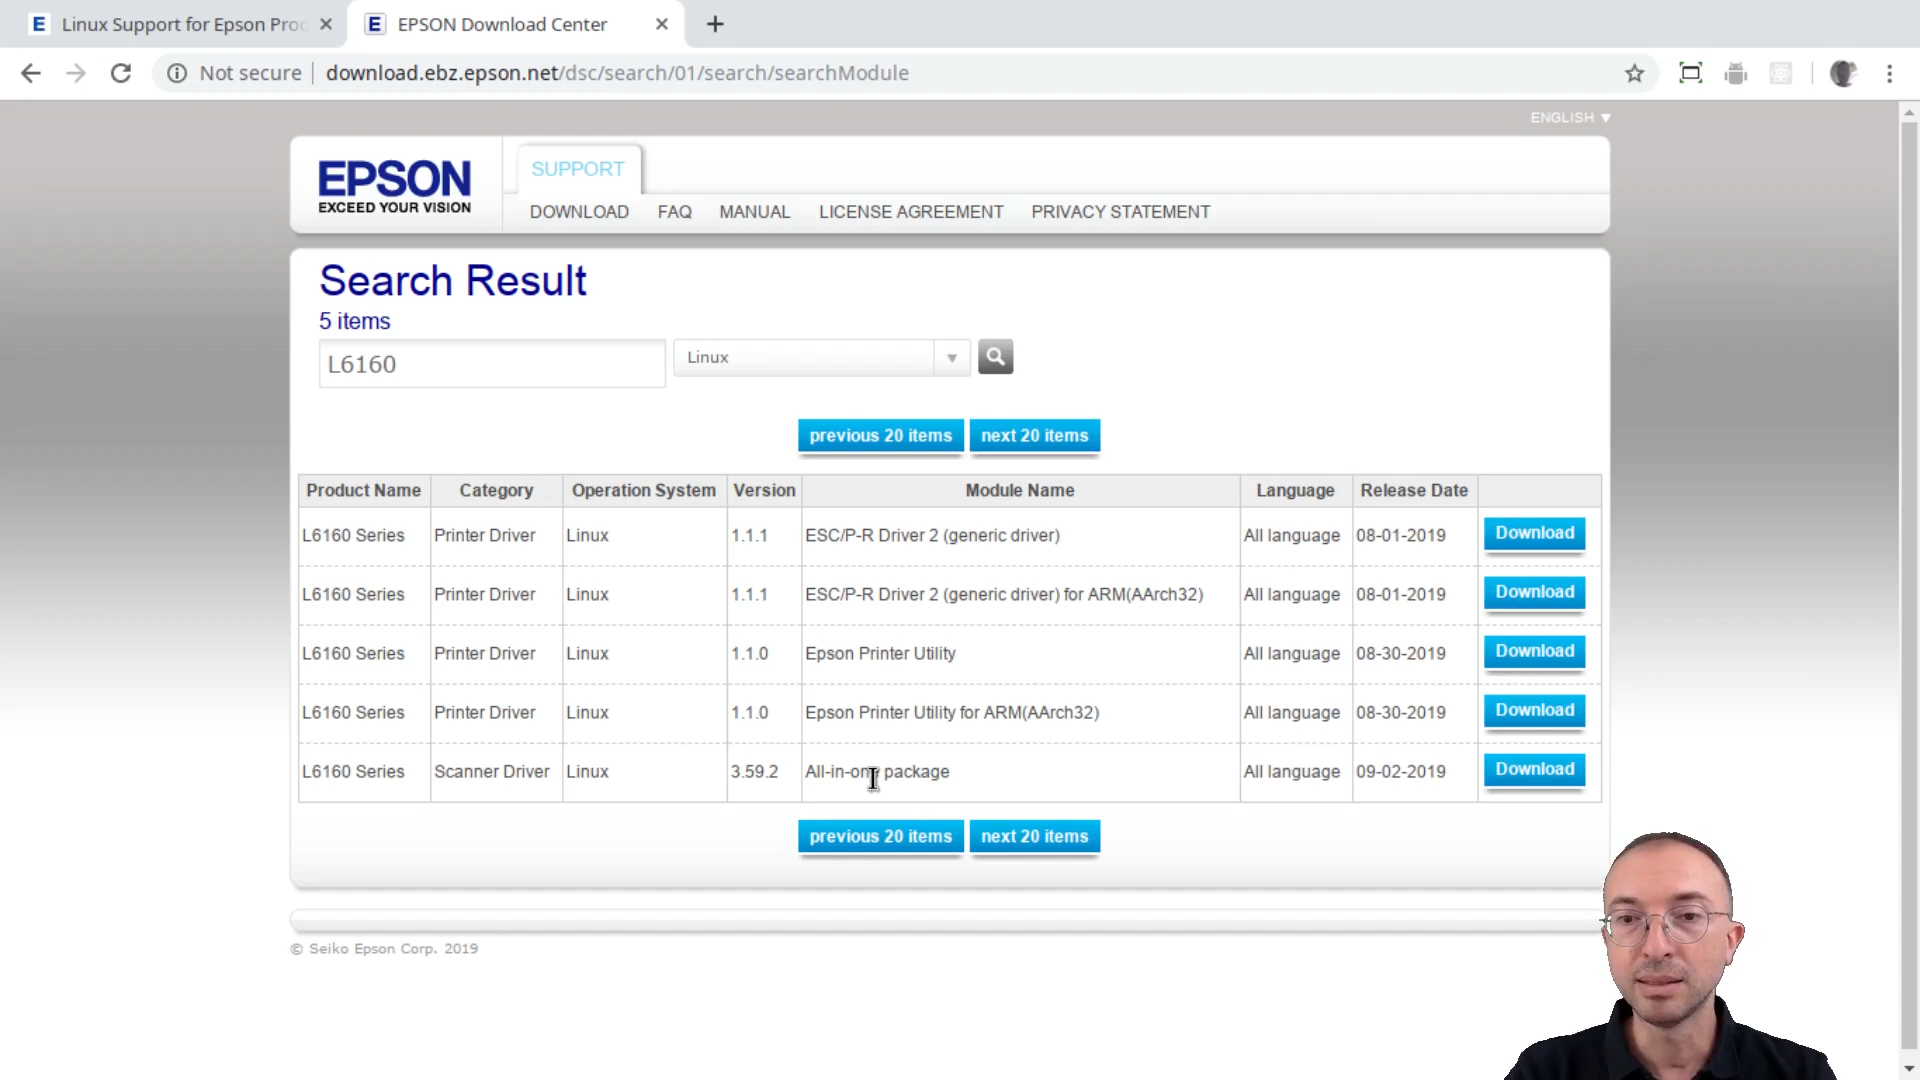 E Linux Support for Epson Proc
E EPSON Download Center
Not secure download.ebz.epson.net/dsc/search/01/search/searchModule
ENGLISH ▼
EPSON
EXCEED YOUR VISION
SUPPORT
DOWNLOAD FAQ MANUAL LICENSE AGREEMENT PRIVACY STATEMENT
Search Result
5 items
L6160 Linux
previous 20 items next 20 items
Product Name Category Operation System Version Module Name Language Release Date
L6160 Series Printer Driver Linux 1.1.1 ESC/P-R Driver 2 (generic driver) All language 08-01-2019 Download
L6160 Series Printer Driver Linux 1.1.1 ESC/P-R Driver 2 (generic driver) for ARM(AArch32) All language 08-01-2019 Download
L6160 Series Printer Driver Linux 1.1.0 Epson Printer Utility All language 08-30-2019 Download
L6160 Series Printer Driver Linux 1.1.0 Epson Printer Utility for ARM(AArch32) All language 08-30-2019 Download
L6160 Series Scanner Driver Linux 3.59.2 All-in-one package All language 09-02-2019 Download
previous 20 items next 20 items
© Seiko Epson Corp. 2019